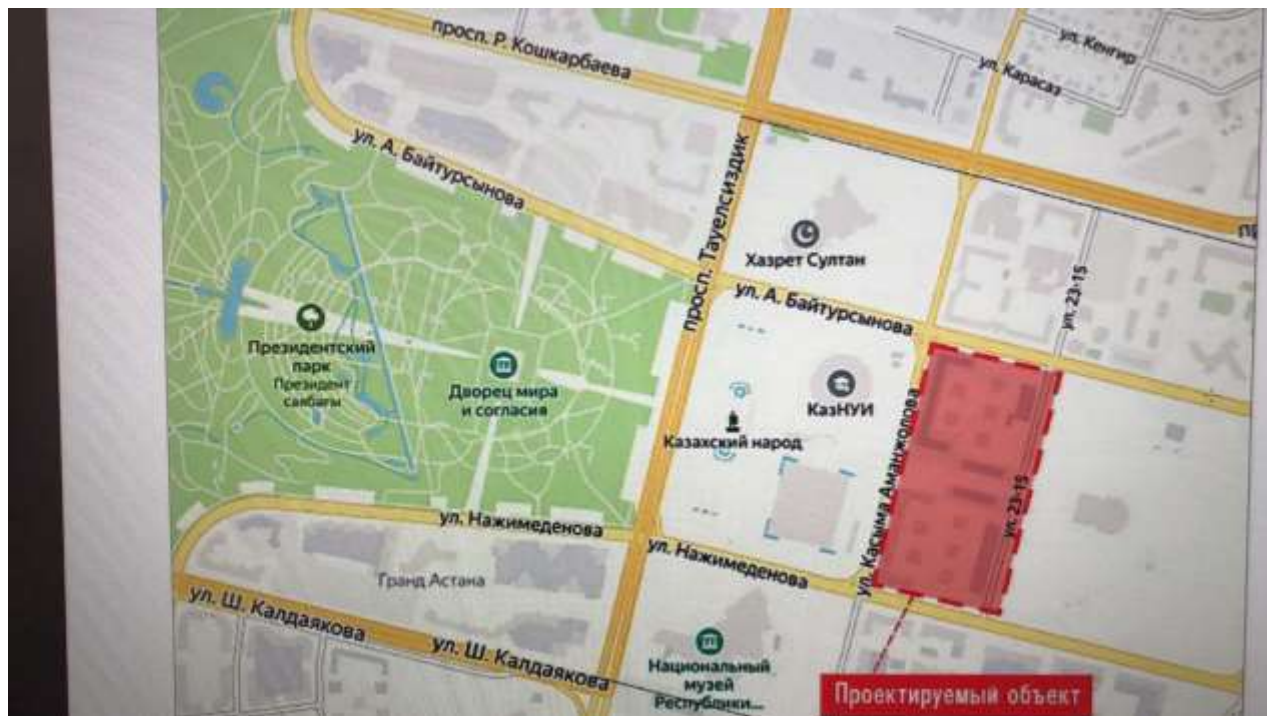 просп. Р. Кошкарбаева
ул. Кенгир
ул. Карасаз
ул. А. Байтурсынова
просп. Тауелсиздик
Хазрет Султан
ул. 23-15
ул. А. Байтурсынова
Президентский
парк
Президент
саябағы
Дворец мира
и согласия
КазНУИ
Казахский народ
ул. Касыма Аманжолова
ул. 23-15
ул. Нажимеденова
ул. Нажимеденова
Гранд Астана
ул. Ш. Калдаякова
ул. Ш. Калдаякова
Национальный
музей
Республики...
Проектируемый объект